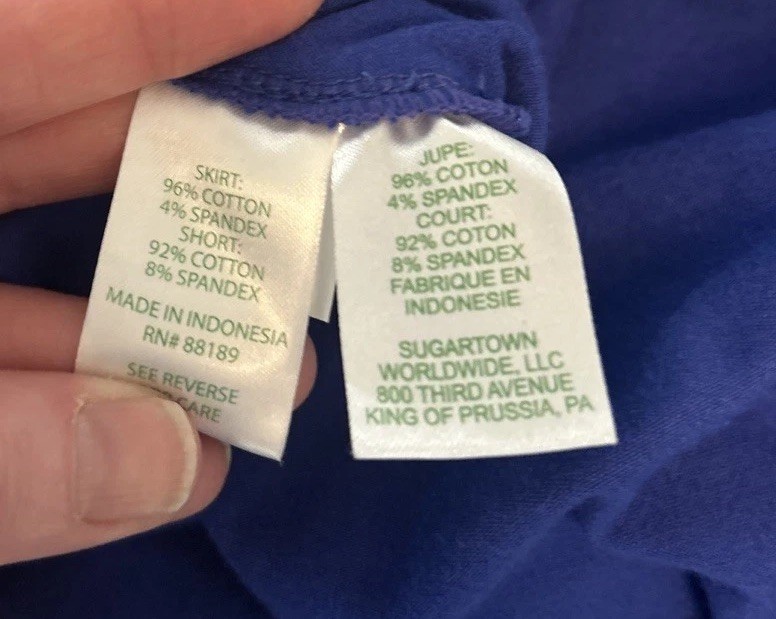 SKIRT:
96% COTTON
4% SPANDEX
SHORT:
92% COTTON
8% SPANDEX
MADE IN INDONESIA
RN# 88189
SEE REVERSE
CARE
JUPE:
96% COTON
4% SPANDEX
COURT:
92% COTON
8% SPANDEX
FABRIQUE EN
INDONESIE
SUGARTOWN
WORLDWIDE, LLC
800 THIRD AVENUE
KING OF PRUSSIA, PA